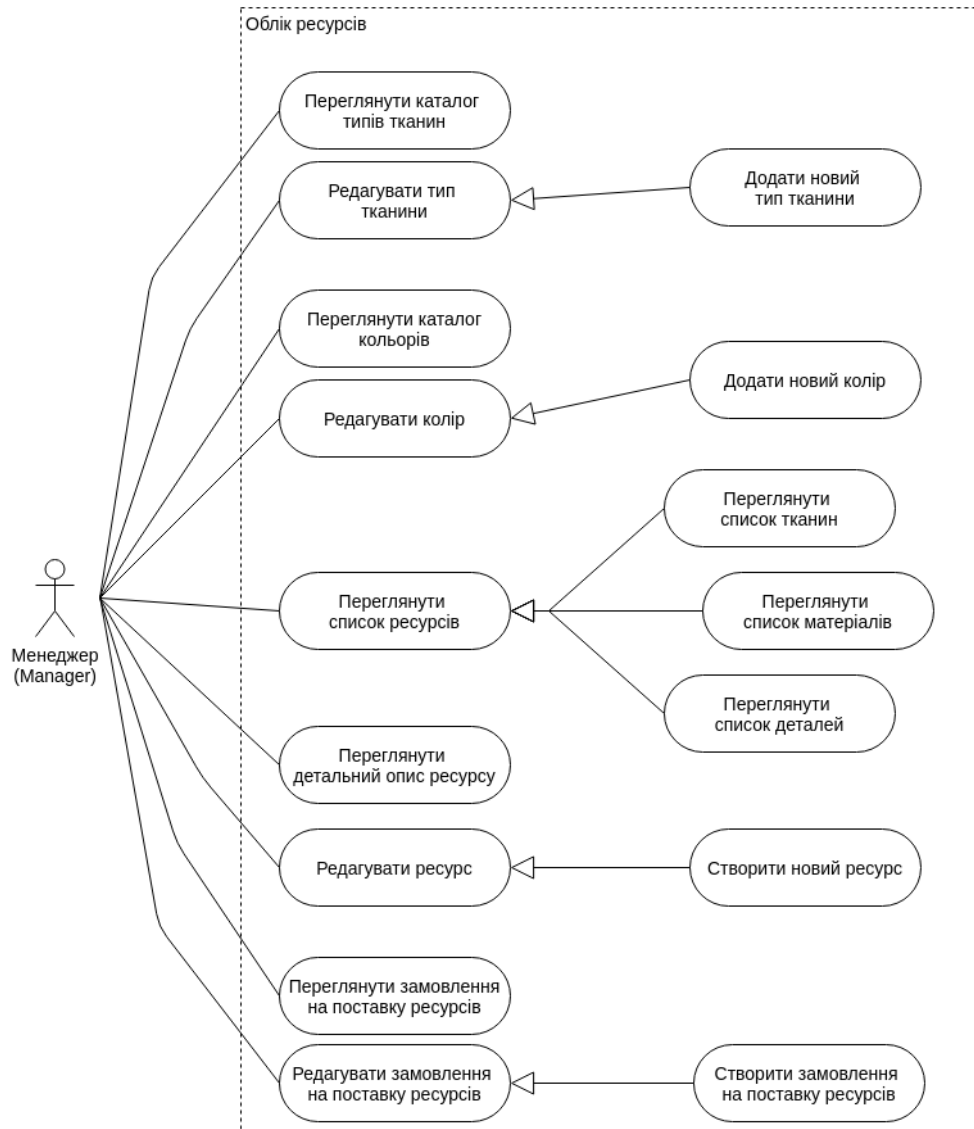 Облік ресурсів
Переглянути каталог
типів тканин
Редагувати тип
тканини
Додати новий
тип тканини
Переглянути каталог
кольорів
Редагувати колір
Додати новий колір
Переглянути
список тканин
Менеджер
(Manager)
Переглянути
список ресурсів
Переглянути
список матеріалів
Переглянути
список деталей
Переглянути
детальний опис ресурсу
Редагувати ресурс
Створити новий ресурс
Переглянути замовлення
на поставку ресурсів
Редагувати замовлення
на поставку ресурсів
Створити замовлення
на поставку ресурсів